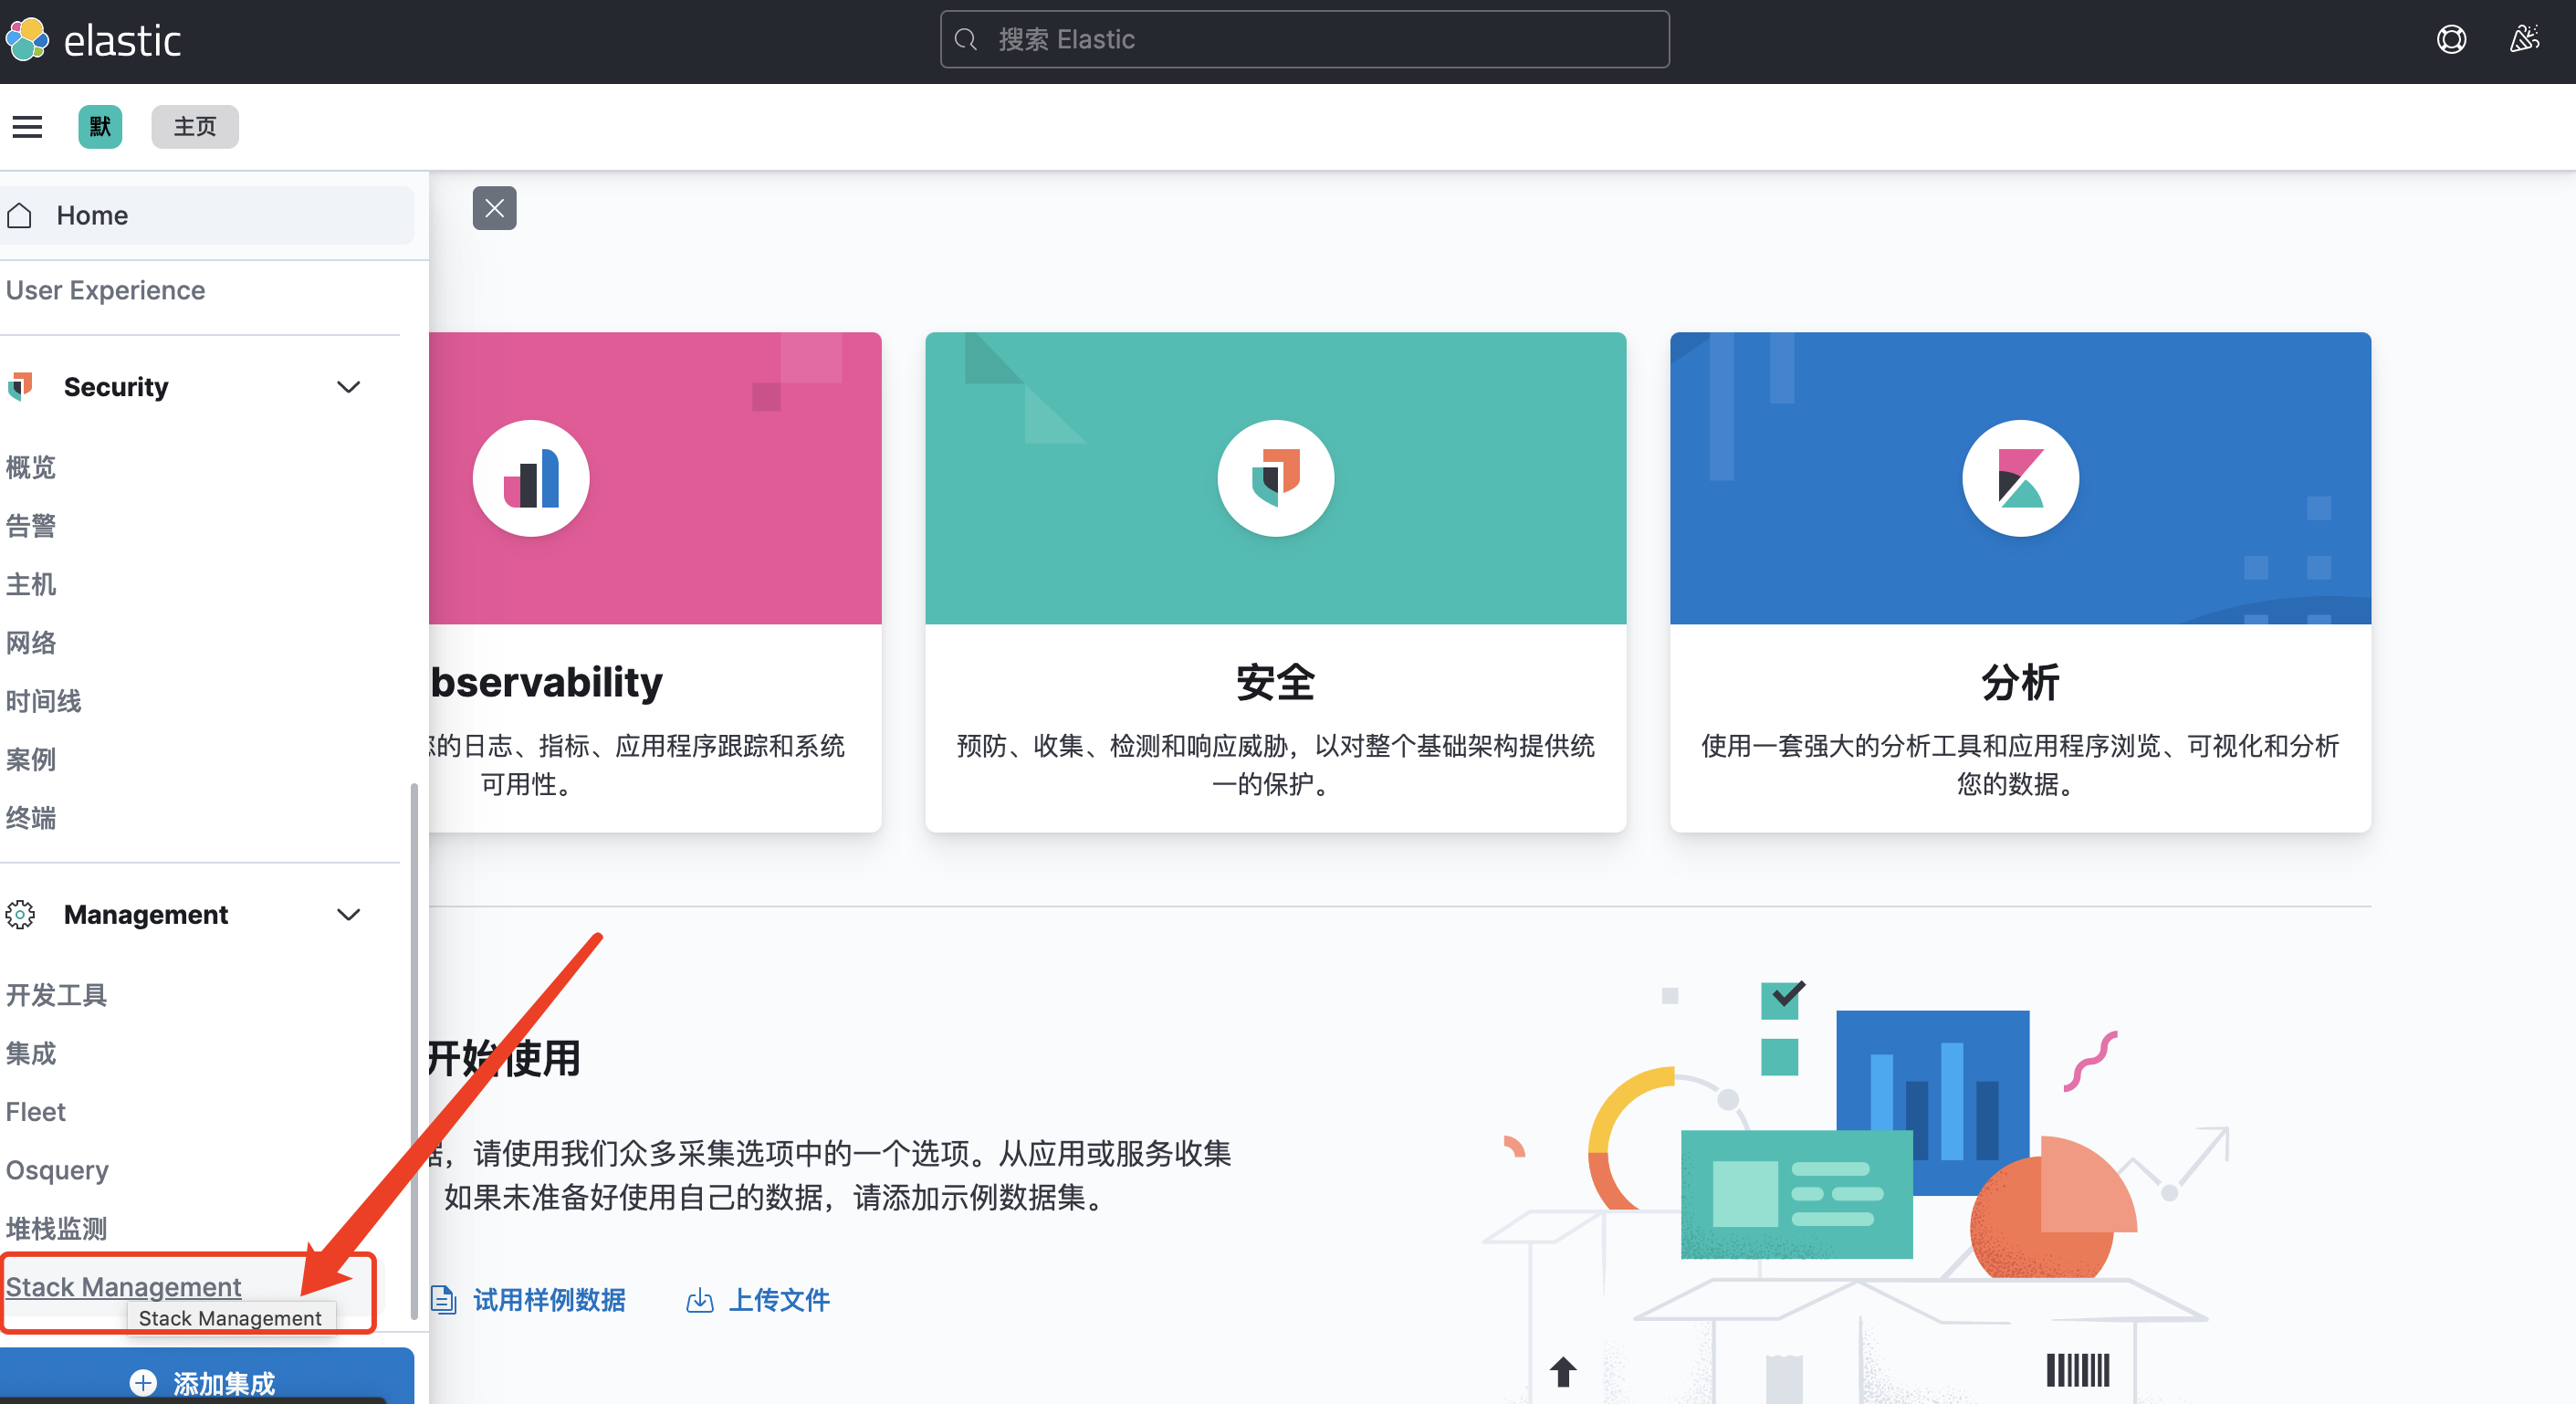 elastic
搜索 Elastic
默
主页
Home
User Experience
Security
概览
告警
主机
网络
时间线
案例
终端
Management
开发工具
集成
Fleet
Osquery
堆栈监测
Stack Management
Stack Management
添加集成
bservability
的日志、指标、应用程序跟踪和系统
可用性。
安全
预防、收集、检测和响应威胁，以对整个基础架构提供统
一的保护。
分析
使用一套强大的分析工具和应用程序浏览、可视化和分析
您的数据。
开始使用
，请使用我们众多采集选项中的一个选项。从应用或服务收集
如果未准备好使用自己的数据，请添加示例数据集。
试用样例数据
上传文件